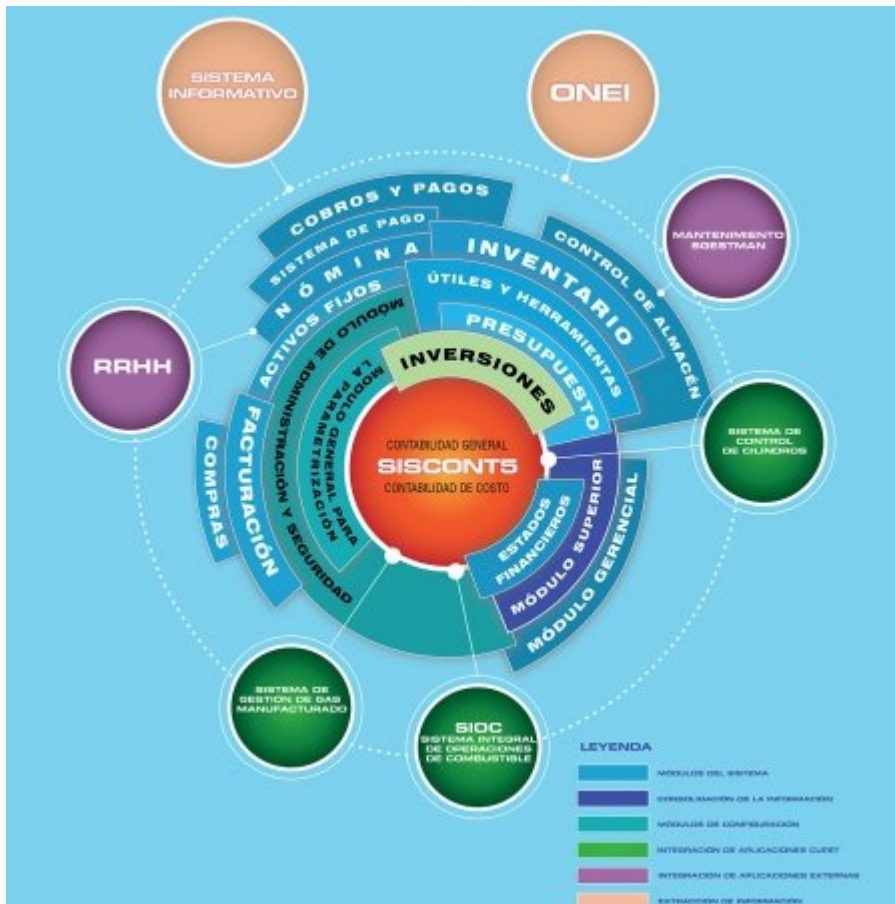 SISTEMA
INFORMATIVO
ONEI
MANTENIMIENTO
SGESTMAN
RRHH
COBROS Y PAGOS
SISTEMA DE PAGO
NÓMINA
ACTIVOS FIJOS
MÓDULO DE ADMINISTRACIÓN Y SEGURIDAD
MÓDULO GENERAL PARA
LA PARAMETRIZACIÓN
FACTURACIÓN
COMPRAS
INVENTARIO
CONTROL DE ALMACÉN
ÚTILES Y HERRAMIENTAS
PRESUPUESTO
INVERSIONES
CONTABILIDAD GENERAL
SISCONT5
CONTABILIDAD DE COSTO
SISTEMA DE
CONTROL
DE CILINDROS
ESTADOS
FINANCIEROS
MÓDULO SUPERIOR
MÓDULO GERENCIAL
SISTEMA DE
GESTIÓN DE GAS
MANUFACTURADO
SIOC
SISTEMA INTEGRAL
DE OPERACIONES
DE COMBUSTIBLE
LEYENDA
MÓDULOS DEL SISTEMA
CONSOLIDACIÓN DE LA INFORMACIÓN
MÓDULOS DE CONFIGURACIÓN
INTEGRACIÓN DE APLICACIONES CUPET
INTEGRACIÓN DE APLICACIONES EXTERNAS
EXTRACCIÓN DE INFORMACIÓN